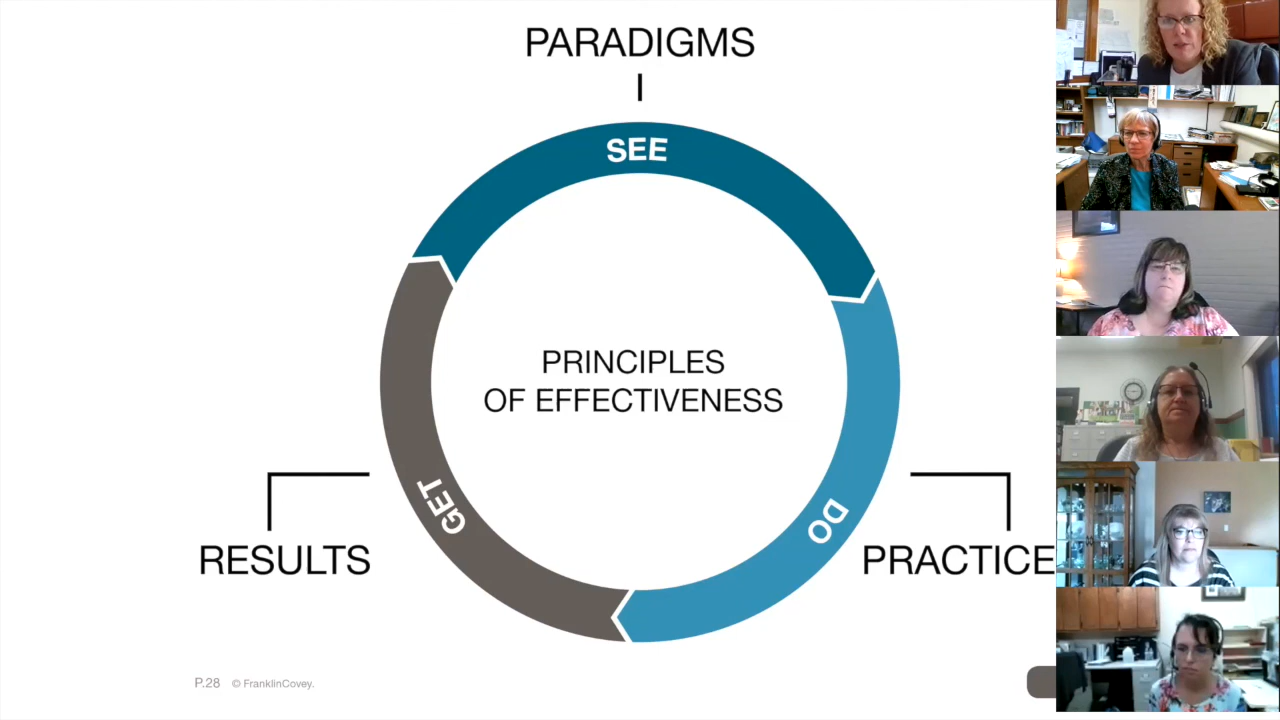 PARADIGMS
SEE
PRINCIPLES
OF EFFECTIVENESS
GET
DO
RESULTS
PRACTICE
P.28 © FranklinCovey.